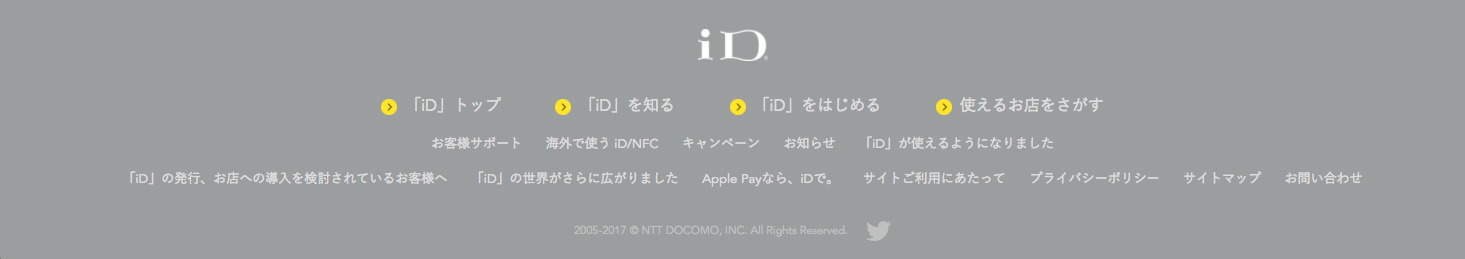 iD
「iD」トップ 「iD」を知る 「iD」をはじめる 使えるお店をさがす
お客様サポート 海外で使う iD/NFC キャンペーン お知らせ 「iD」が使えるようになりました
「iD」の発行、お店への導入を検討されているお客様へ 「iD」の世界がさらに広がりました Apple Payなら、iDで。 サイトご利用にあたって プライバシーポリシー サイトマップ お問い合わせ
2005-2017 © NTT DOCOMO, INC. All Rights Reserved.